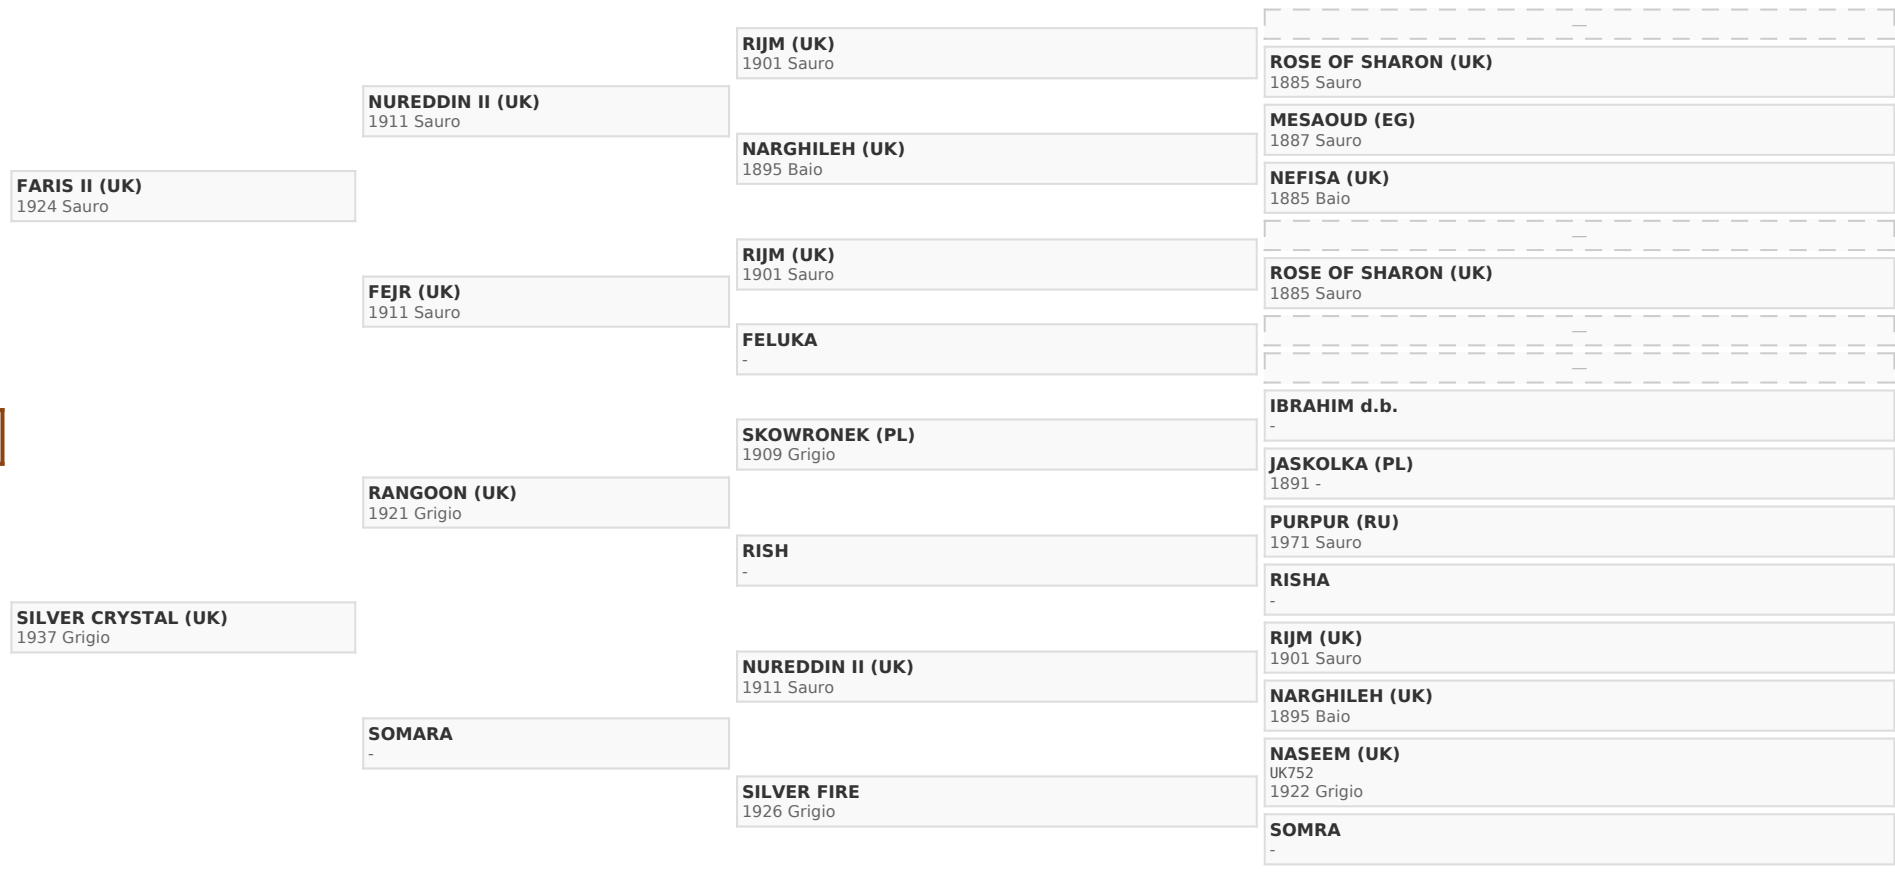 FARIS II (UK)
1924 Sauro
SILVER CRYSTAL (UK)
1937 Grigio
NUREDDIN II (UK)
1911 Sauro
FEJR (UK)
1911 Sauro
RANGOON (UK)
1921 Grigio
SOMARA
-
RIJM (UK)
1901 Sauro
NARGHILEH (UK)
1895 Baio
RIJM (UK)
1901 Sauro
FELUKA
-
SKOWRONEK (PL)
1909 Grigio
RISH
-
NUREDDIN II (UK)
1911 Sauro
SILVER FIRE
1926 Grigio
—
ROSE OF SHARON (UK)
1885 Sauro
MESAOUD (EG)
1887 Sauro
NEFISA (UK)
1885 Baio
—
ROSE OF SHARON (UK)
1885 Sauro
—
—
IBRAHIM d.b.
-
JASKOLKA (PL)
1891 -
PURPUR (RU)
1971 Sauro
RISHA
-
RIJM (UK)
1901 Sauro
NARGHILEH (UK)
1895 Baio
NASEEM (UK)
UK752
1922 Grigio
SOMRA
-